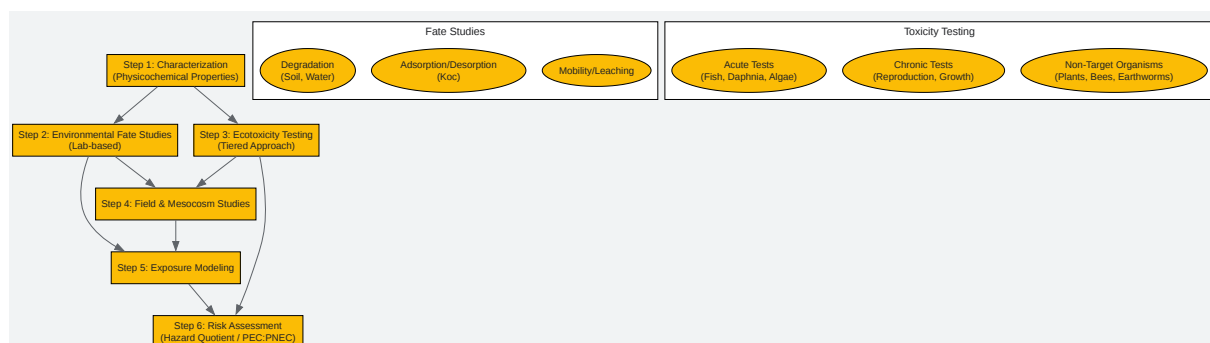 Fate Studies
Toxicity Testing
Step 1: Characterization
(Physicochemical Properties)
Degradation
(Soil, Water)
Adsorption/Desorption
(Koc)
Mobility/Leaching
Acute Tests
(Fish, Daphnia, Algae)
Chronic Tests
(Reproduction, Growth)
Non-Target Organisms
(Plants, Bees, Earthworms)
Step 2: Environmental Fate Studies
(Lab-based)
Step 3: Ecotoxicity Testing
(Tiered Approach)
Step 4: Field & Mesocosm Studies
Step 5: Exposure Modeling
Step 6: Risk Assessment
(Hazard Quotient / PEC:PNEC)